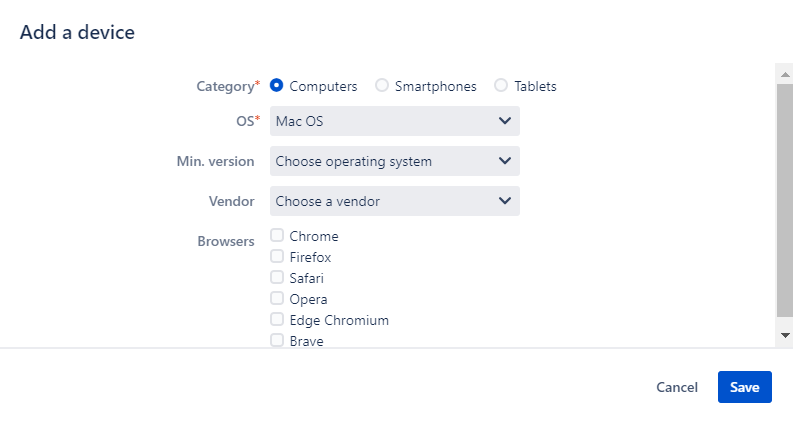 Add a device
Category* Computers Smartphones Tablets
OS* Mac OS
Min. version Choose operating system
Vendor Choose a vendor
Browsers Chrome
Firefox
Safari
Opera
Edge Chromium
Brave
Cancel Save